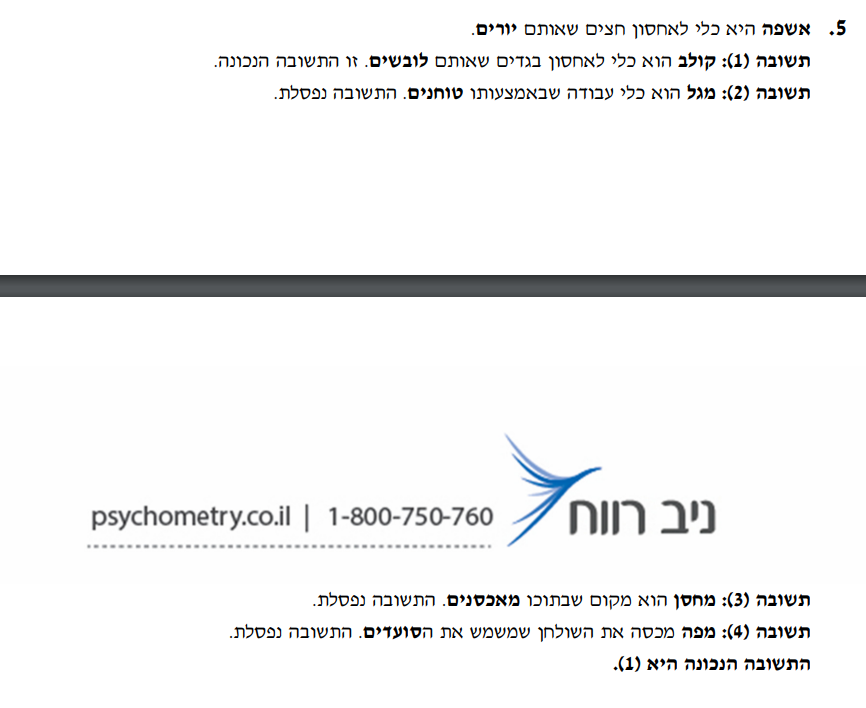 5. אשפה היא כלי לאחסון חצים שאותם יורים.
תשובה (1): קולב הוא כלי לאחסון בגדים שאותם לובשים. זו התשובה הנכונה.
תשובה (2): מגל הוא כלי עבודה שבאמצעותו טוחנים. התשובה נפסלת.
ניב רווח
psychometry.co.il | 1-800-750-760
תשובה (3): מחסן הוא מקום שבתוכו מאכסנים. התשובה נפסלת.
תשובה (4): מפה מכסה את השולחן שמשמש את הסועדים. התשובה נפסלת.
התשובה הנכונה היא (1).